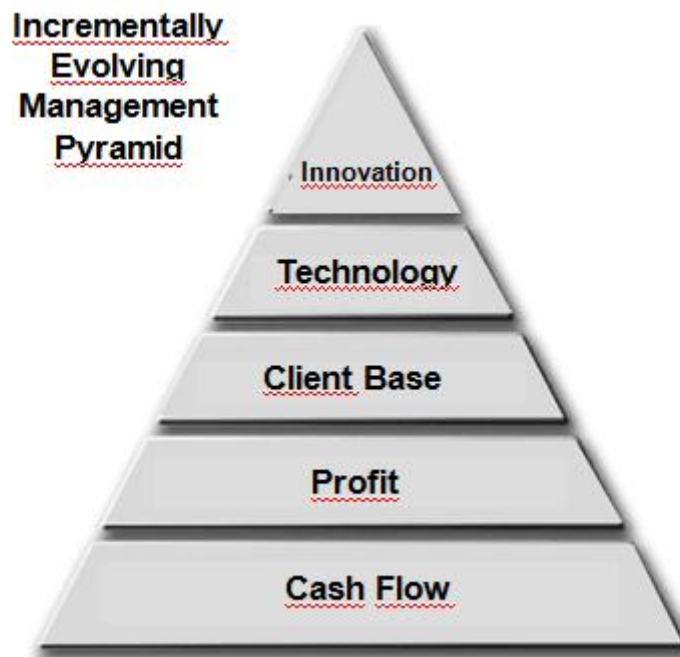 Incrementally
Evolving
Management
Pyramid
Innovation
Technology
Client Base
Profit
Cash Flow